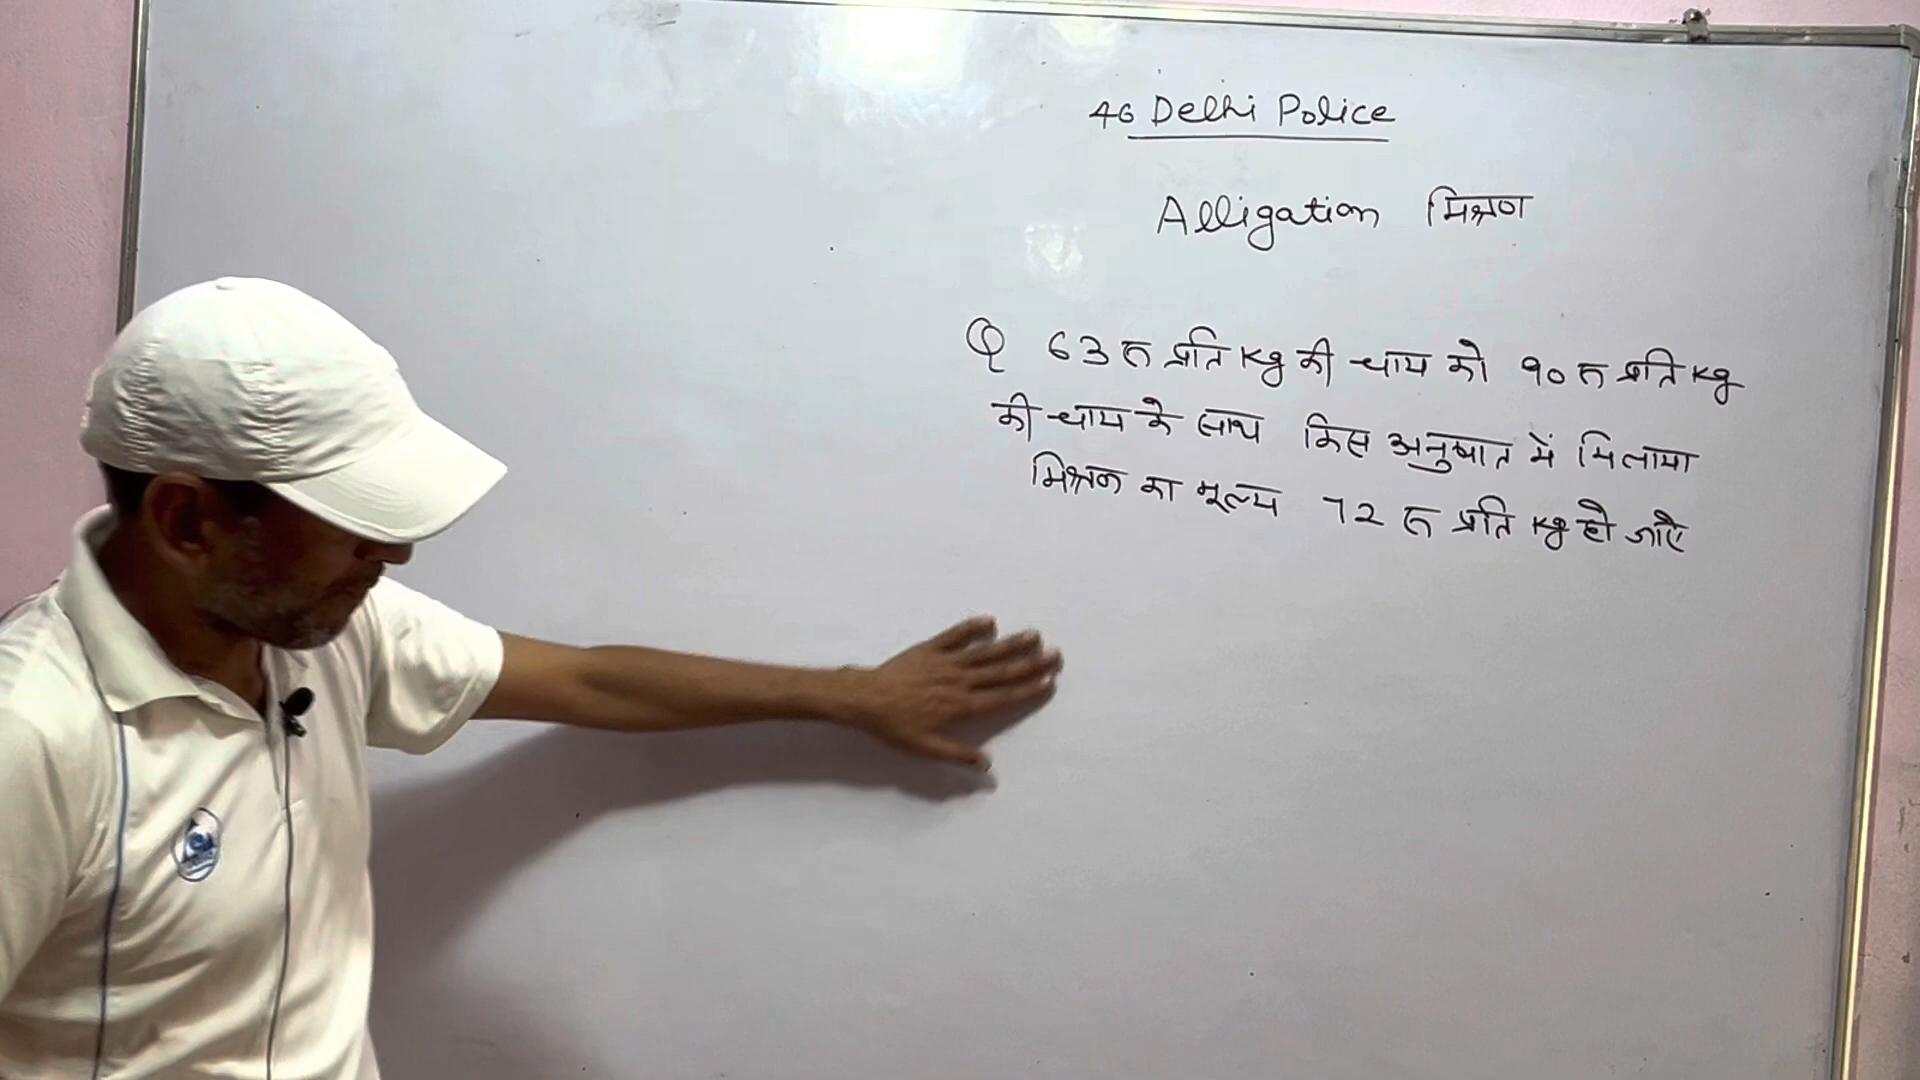 46 Delhi Police
Alligation मिश्रण
Q 63 रु प्रति kg की चाय को 90 रु प्रति kg
की चाय के साथ किस अनुपात में मिलाया
मिश्रण का मूल्य 72 रु प्रति kg हो जाऐ